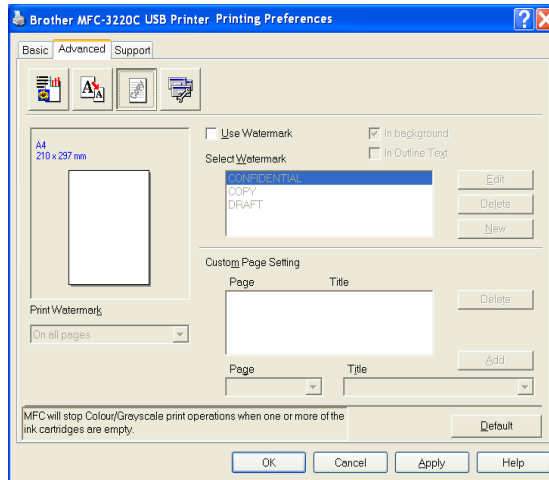 Brother MFC-3220C USB Printer Printing Preferences
Basic Advanced Support
A4
210 x 297 mm
Use Watermark
In background
In Outline Text
Select Watermark
CONFIDENTIAL
COPY
DRAFT
Edit
Delete
New
Print Watermark
On all pages
Custom Page Setting
Page Title
Delete
Add
Page Title
MFC will stop Colour/Grayscale print operations when one or more of the
ink cartridges are empty.
Default
OK Cancel Apply Help